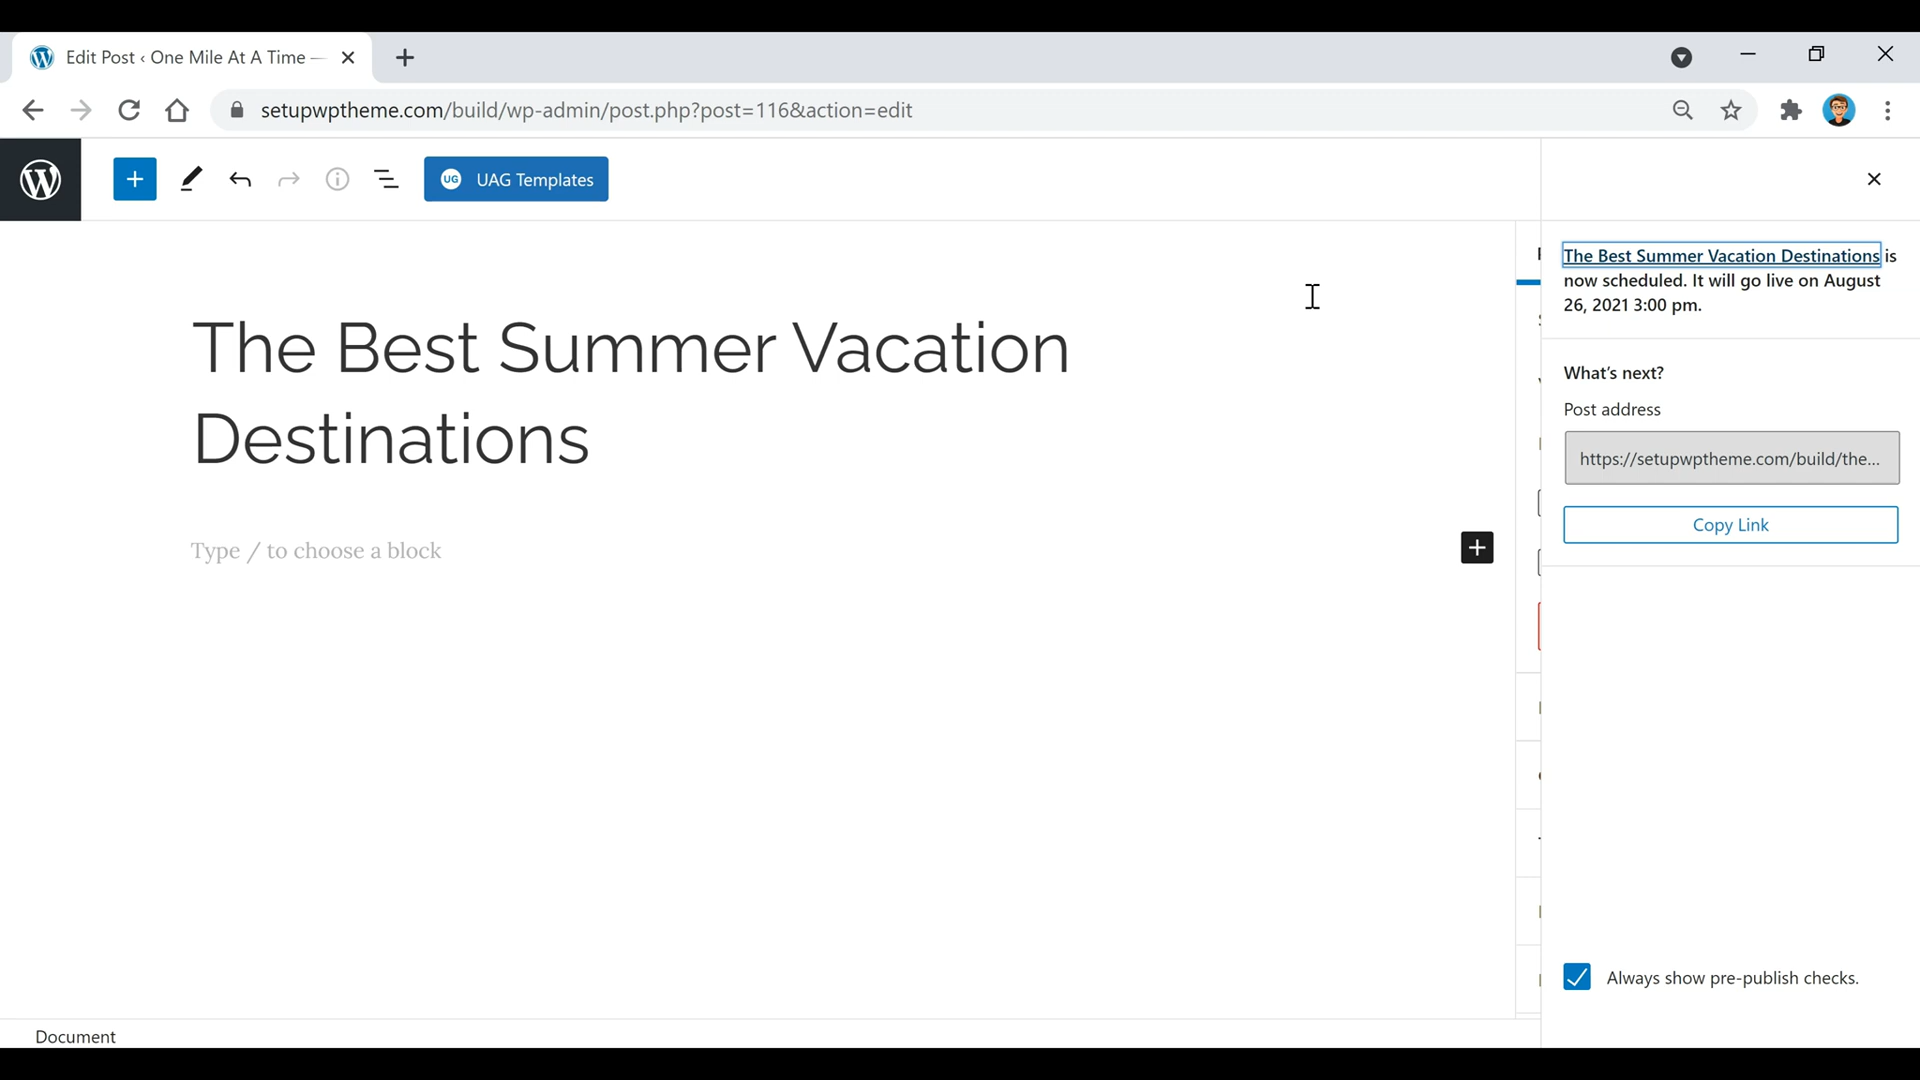 Edit Post ‹ One Mile At A Time —
setupwptheme.com/build/wp-admin/post.php?post=116&action=edit
UG UAG Templates
The Best Summer Vacation
Destinations
Type / to choose a block
The Best Summer Vacation Destinations is
now scheduled. It will go live on August
26, 2021 3:00 pm.
What’s next?
Post address
https://setupwptheme.com/build/the...
Copy Link
Always show pre-publish checks.
Document